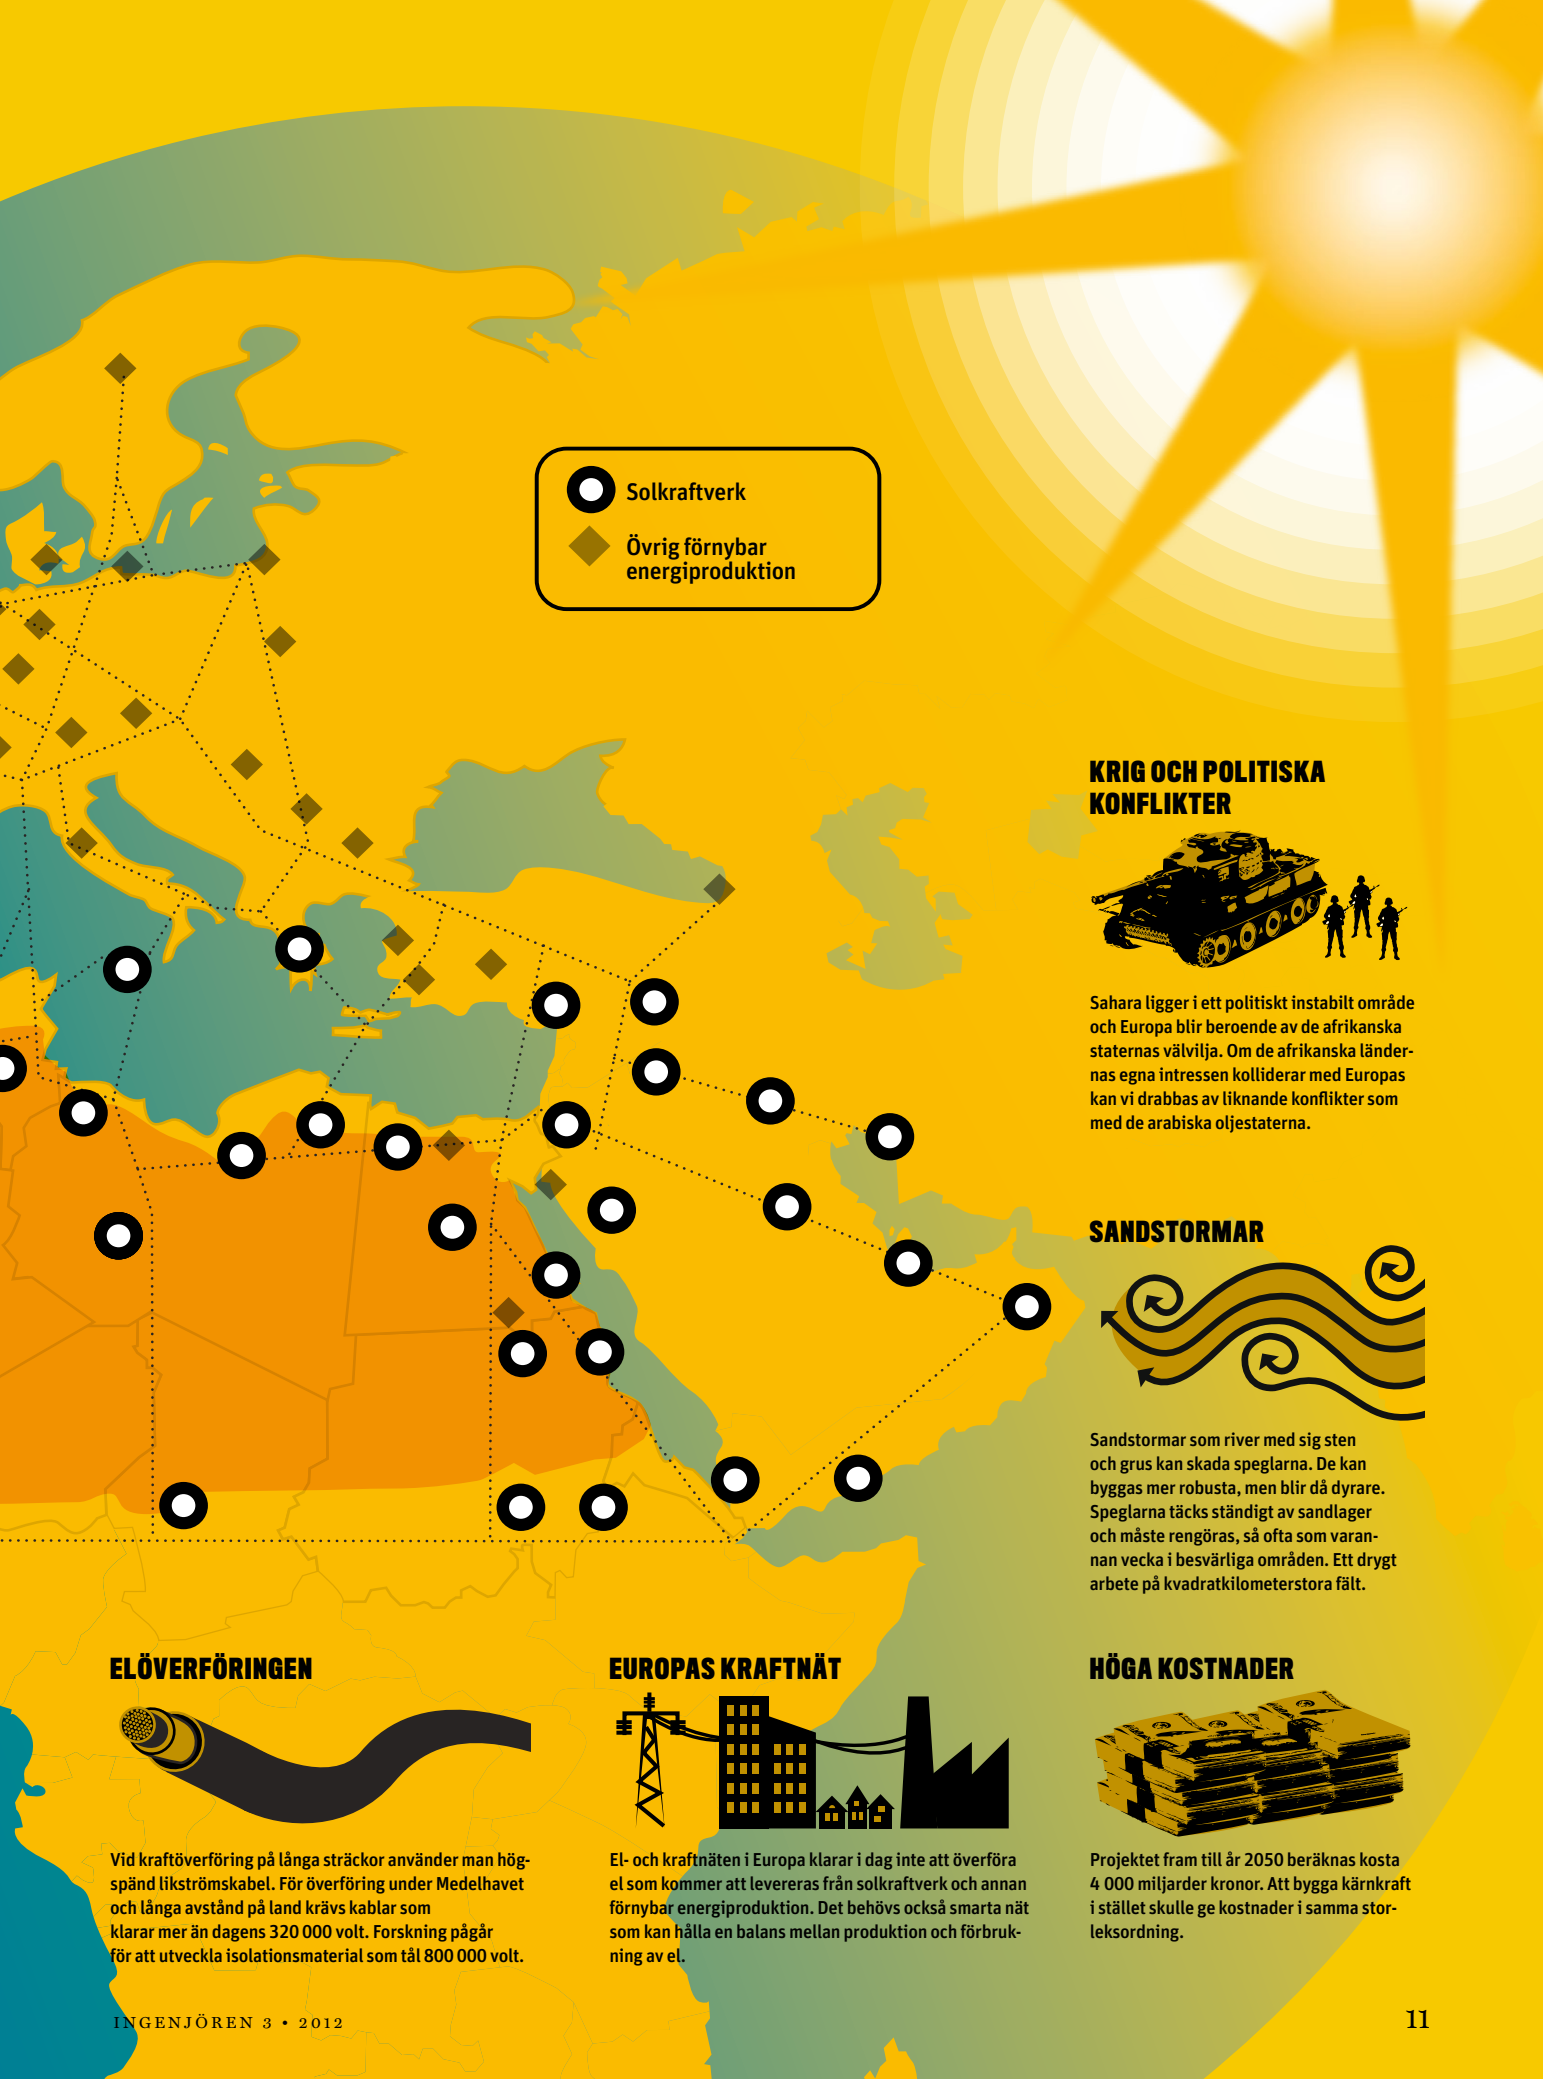 Solkraftverk
Övrig förnybar
energiproduktion
KRIG OCH POLITISKA
KONFLIKTER
Sahara ligger i ett politiskt instabilt område
och Europa blir beroende av de afrikanska
staternas välvilja. Om de afrikanska länder-
nas egna intressen kolliderar med Europas
kan vi drabbas av liknande konflikter som
med de arabiska oljestaterna.
SANDSTORMAR
Sandstormar som river med sig sten
och grus kan skada speglarna. De kan
byggas mer robusta, men blir då dyrare.
Speglarna täcks ständigt av sandlager
och måste rengöras, så ofta som varan-
nan vecka i besvärliga områden. Ett drygt
arbete på kvadratkilometerstora fält.
ELÖVERFÖRINGEN
Vid kraftöverföring på långa sträckor använder man hög-
spänd likströmskabel. För överföring under Medelhavet
och långa avstånd på land krävs kablar som
klarar mer än dagens 320 000 volt. Forskning pågår
för att utveckla isolationsmaterial som tål 800 000 volt.
EUROPAS KRAFTNÄT
El- och kraftnäten i Europa klarar i dag inte att överföra
el som kommer att levereras från solkraftverk och annan
förnybar energiproduktion. Det behövs också smarta nät
som kan hålla en balans mellan produktion och förbruk-
ning av el.
HÖGA KOSTNADER
Projektet fram till år 2050 beräknas kosta
4 000 miljarder kronor. Att bygga kärnkraft
i stället skulle ge kostnader i samma stor-
leksordning.
INGENJÖREN 3 • 2012
11